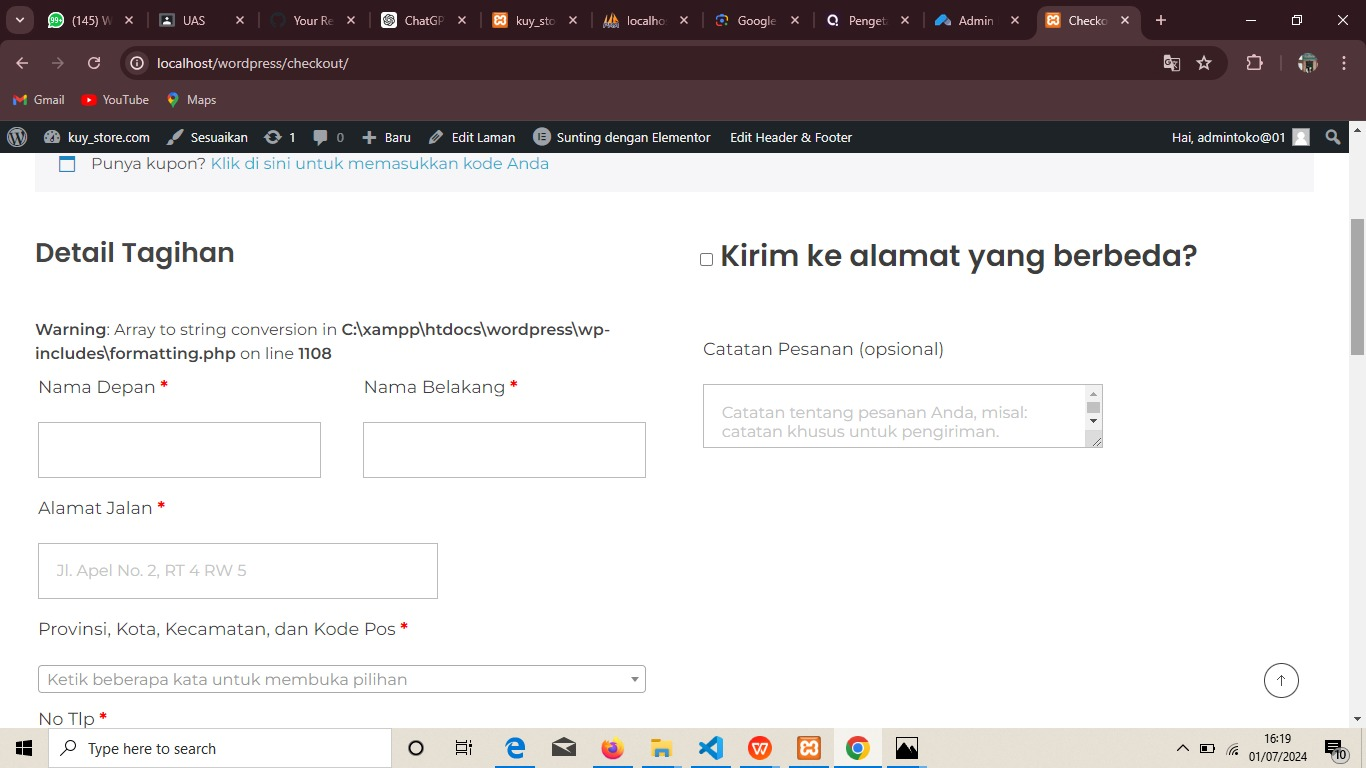 (145) W
UAS
Your Re
ChatGP
kuy_sto
localho
Google
Penget
Admin
Checko
localhost/wordpress/checkout/
Gmail
YouTube
Maps
kuy_store.com
Sesuaikan
1
0
Baru
Edit Laman
Sunting dengan Elementor
Edit Header & Footer
Hai, admintoko@01
Punya kupon? Klik di sini untuk memasukkan kode Anda
Detail Tagihan
Warning: Array to string conversion in C:\xampp\htdocs\wordpress\wp-
includes\formatting.php on line 1108
Nama Depan *
Nama Belakang *
Alamat Jalan *
Jl. Apel No. 2, RT 4 RW 5
Provinsi, Kota, Kecamatan, dan Kode Pos *
Ketik beberapa kata untuk membuka pilihan
No Tlp *
Kirim ke alamat yang berbeda?
Catatan Pesanan (opsional)
Catatan tentang pesanan Anda, misal:
catatan khusus untuk pengiriman.
Type here to search
16:19
01/07/2024
10